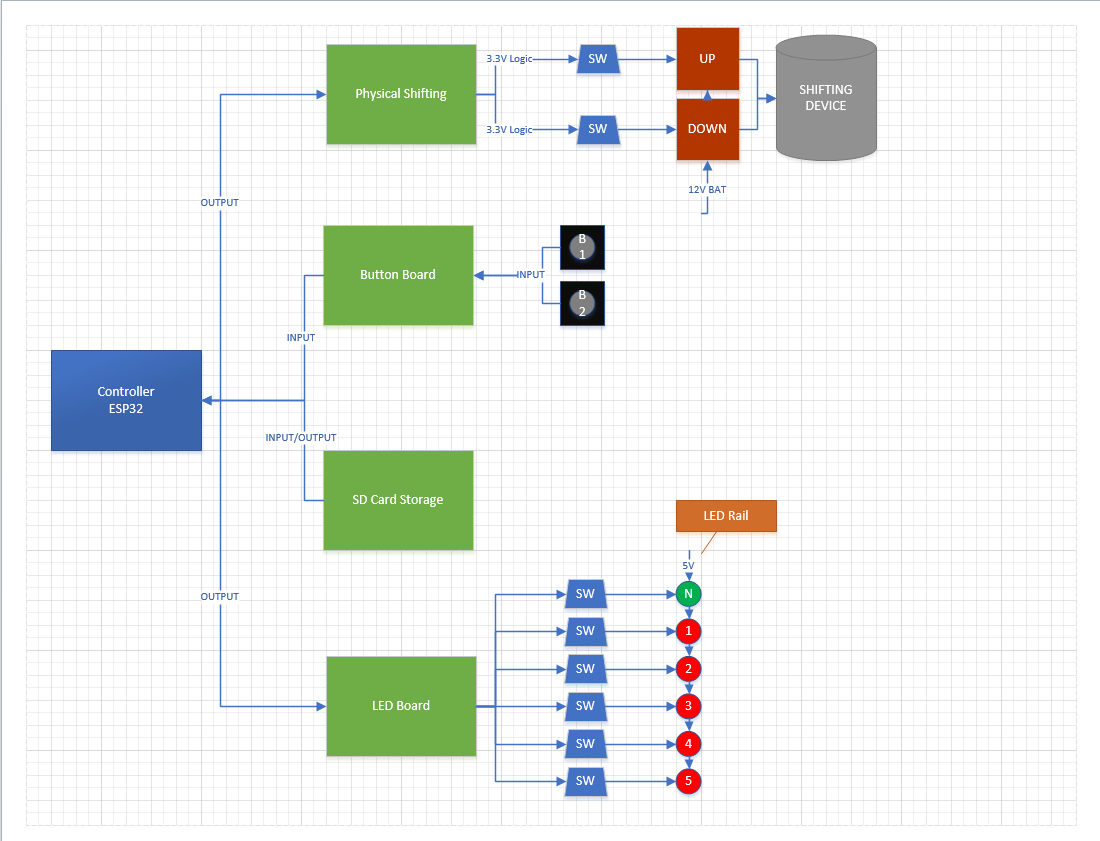 Physical Shifting
3.3V Logic
SW
UP
SHIFTING
DEVICE
3.3V Logic
SW
DOWN
12V BAT
OUTPUT
Button Board
INPUT
B
1
B
2
INPUT
Controller
ESP32
INPUT/OUTPUT
SD Card Storage
LED Rail
5V
OUTPUT
LED Board
SW
N
SW
1
SW
2
SW
3
SW
4
SW
5